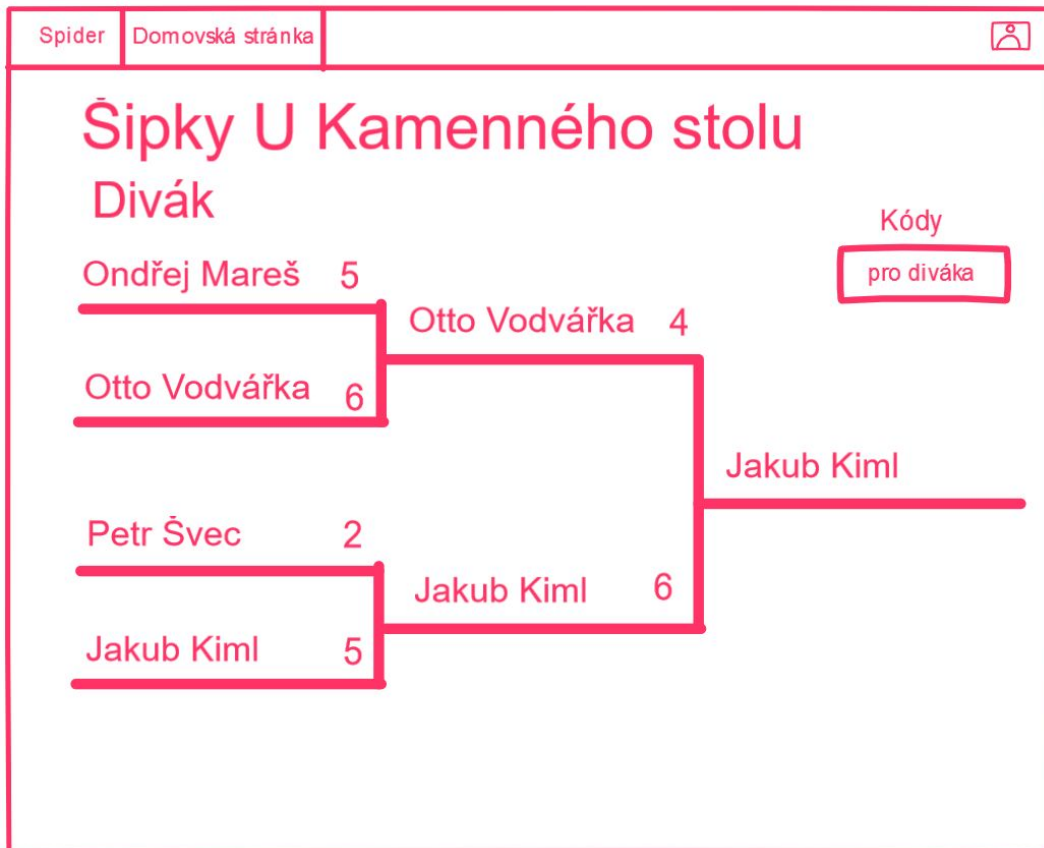 Spider Domovská stránka
Šipky U Kamenného stolu
Divák
Kódy
pro diváka
Ondřej Mareš 5
Otto Vodvářka 6
Otto Vodvářka 4
Petr Švec 2
Jakub Kiml 5
Jakub Kiml 6
Jakub Kiml